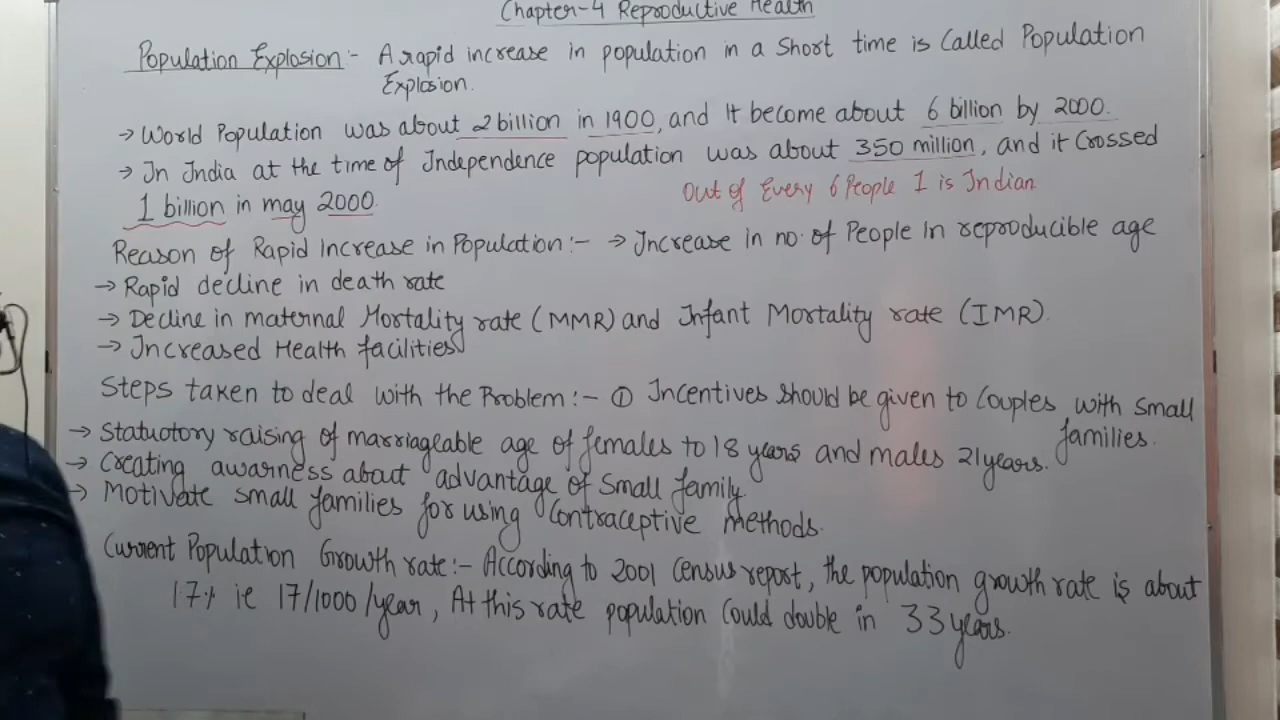 Chapter-4 Reproductive Health
Population Explosion:- A rapid increase in population in a Short time is Called Population
Explosion.
→ World Population was about 2 billion in 1900, and It become about 6 billion by 2000.
→ In India at the time of Independence population was about 350 million, and it Crossed
1 billion in may 2000.
Out of Every 6 People 1 is Indian
Reason of Rapid Increase in Population:- → Increase in no. of People In reproducible age
→ Rapid decline in death rate
→ Decline in maternal Mortality rate (MMR) and Infant Mortality rate (IMR).
→ Increased Health facilities
Steps taken to deal with the Problem:- ① Incentives should be given to Couples with small
families.
→ Statuotory raising of marriageable age of females to 18 years and males 21years.
→ Creating awarness about advantage of Small family.
→ Motivate small families for using Contraceptive methods.
Current Population Growth rate:- According to 2001 Census report, the population growth rate is about
17% ie 17/1000/year, At this rate population Could double in 33 years.